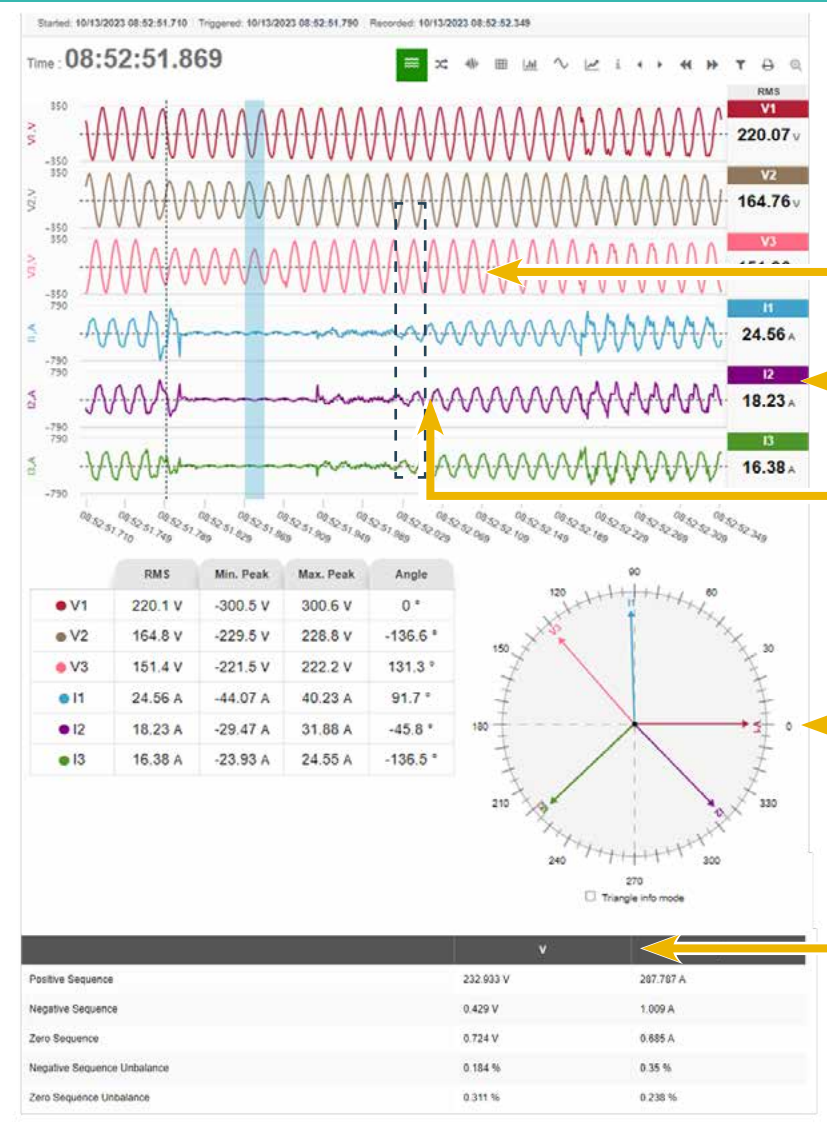 Started: 10/13/2023 08:52:51.710 Triggered: 10/13/2023 08:52:51.790 Recorded: 10/13/2023 08:52:52.349
Time : 08:52:51.869
RMS
V1,V
350
-350
V1
220.07 V
V2,V
350
-350
V2
164.76 V
V3,V
350
-350
V3
I1,A
790
-790
I1
24.56 A
I2,A
790
-790
I2
18.23 A
I3,A
790
-790
I3
16.38 A
08:52:51.710 08:52:51.749 08:52:51.789 08:52:51.829 08:52:51.869 08:52:51.909 08:52:51.949 08:52:51.989 08:52:52.029 08:52:52.069 08:52:52.109 08:52:52.149 08:52:52.189 08:52:52.229 08:52:52.269 08:52:52.309 08:52:52.349
RMS Min. Peak Max. Peak Angle
V1 220.1 V -300.5 V 300.6 V 0 °
V2 164.8 V -229.5 V 228.8 V -136.6 °
V3 151.4 V -221.5 V 222.2 V 131.3 °
I1 24.56 A -44.07 A 40.23 A 91.7 °
I2 18.23 A -29.47 A 31.88 A -45.8 °
I3 16.38 A -23.93 A 24.55 A -136.5 °
90
120 60
I1
V3
150 30
180 V1 0
210 I3 I2 330
240 300
270
Triangle info mode
V
Positive Sequence 232.933 V 287.787 A
Negative Sequence 0.429 V 1.009 A
Zero Sequence 0.724 V 0.685 A
Negative Sequence Unbalance 0.184 % 0.35 %
Zero Sequence Unbalance 0.311 % 0.238 %